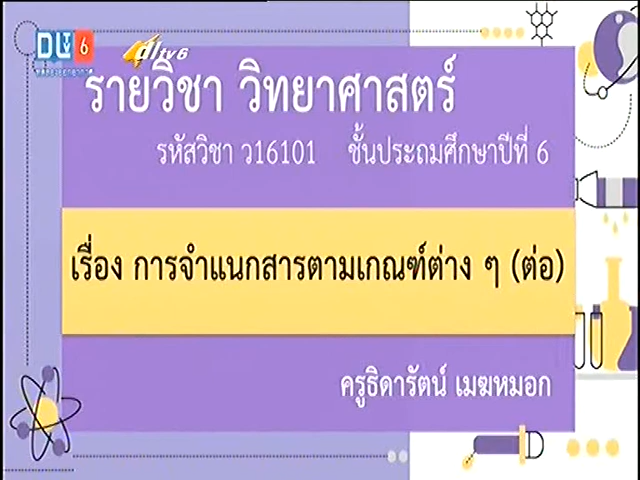 DLTV 6
dltv6
รายวิชา วิทยาศาสตร์
รหัสวิชา ว16101 ชั้นประถมศึกษาปีที่ 6
เรื่อง การจำแนกสารตามเกณฑ์ต่าง ๆ (ต่อ)
ครูธิดารัตน์ เมฆหมอก